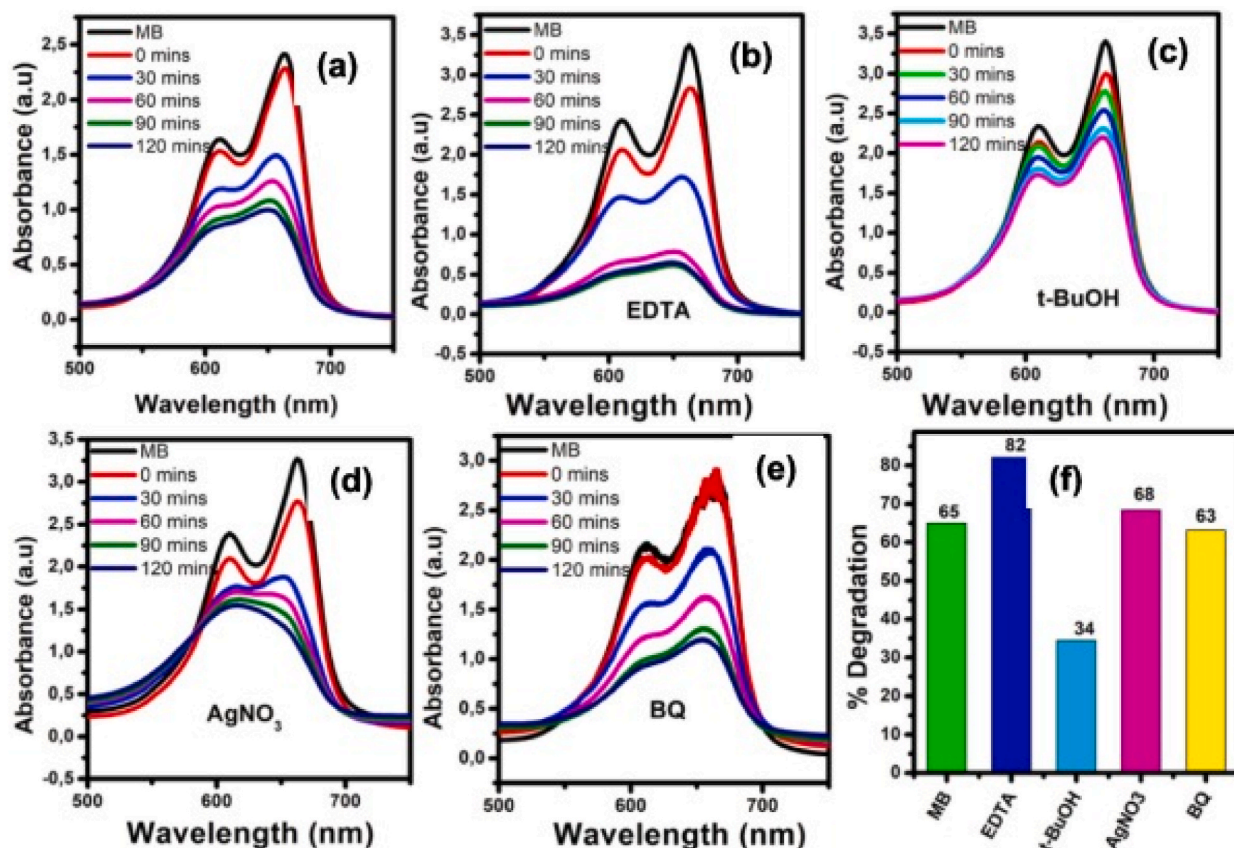 (a)
MB
0 mins
30 mins
60 mins
90 mins
120 mins
2,5
2,0
1,5
1,0
0,5
0,0
Absorbance (a.u)
500
600
700
Wavelength (nm)
(b)
MB
0 mins
30 mins
60 mins
90 mins
120 mins
3,5
3,0
2,5
2,0
1,5
1,0
0,5
0,0
-0,5
Absorbance (a.u)
EDTA
500
600
700
Wavelength (nm)
(c)
MB
0 mins
30 mins
60 mins
90 mins
120 mins
3,5
3,0
2,5
2,0
1,5
1,0
0,5
0,0
-0,5
Absorbance (a.u)
t-BuOH
500
600
700
Wavelength (nm)
(d)
MB
0 mins
30 mins
60 mins
90 mins
120 mins
3,5
3,0
2,5
2,0
1,5
1,0
0,5
0,0
-0,5
Absorbance (a.u)
AgNO₃
500
600
700
Wavelength (nm)
(e)
MB
0 mins
30 mins
60 mins
90 mins
120 mins
3,0
2,5
2,0
1,5
1,0
0,5
0,0
Absorbance (a.u)
BQ
500
600
700
Wavelength (nm)
(f)
80
70
60
50
40
30
20
10
0
% Degradation
65
82
34
68
63
MB
EDTA
t-BuOH
AgNO3
BQ